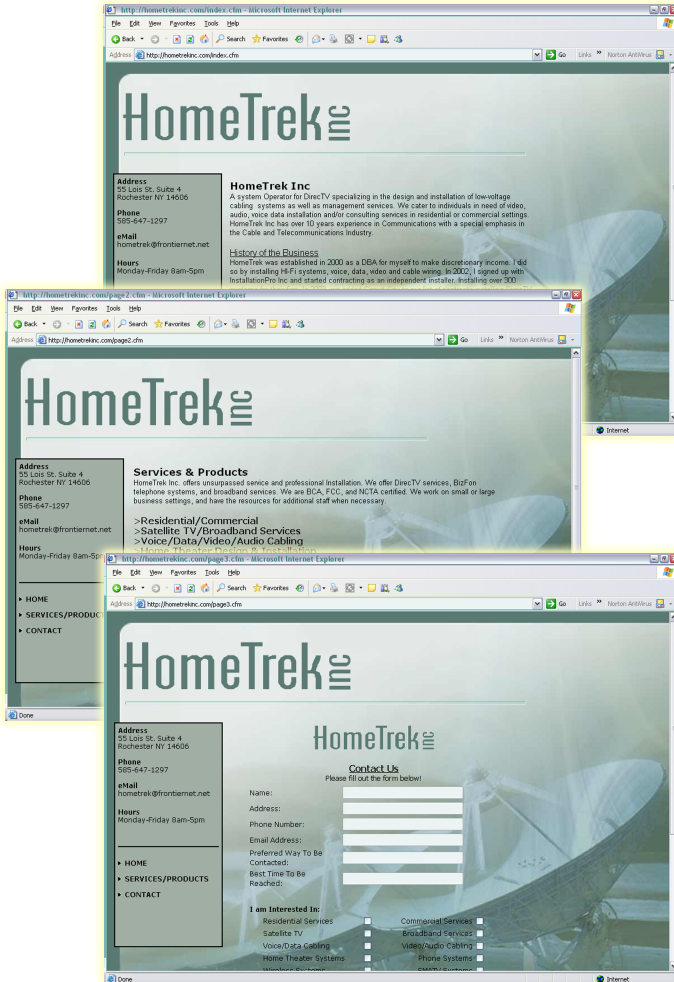 http://hometrekinc.com/index.cfm - Microsoft Internet Explorer
File Edit View Favorites Tools Help
Back Search Favorites
Address http://hometrekinc.com/index.cfm Go Links » Norton AntiVirus
HomeTrek inc
Address
55 Lois St. Suite 4
Rochester NY 14606
Phone
585-647-1297
eMail
hometrek@frontiernet.net
Hours
Monday-Friday 8am-5pm
HomeTrek Inc
A system Operator for DirecTV specializing in the design and installation of low-voltage
cabling systems as well as management services. We cater to individuals in need of video,
audio, voice data installation and/or consulting services in residential or commercial settings.
HomeTrek Inc has over 10 years experience in Communications with a special emphasis in
the Cable and Telecommunications Industry.
History of the Business
HomeTrek was established in 2000 as a DBA for myself to make discretionary income. I did
so by installing Hi-Fi systems, voice, data, video and cable wiring. In 2002, I signed up with
InstallationPro Inc and started contracting as an independent installer. Installing over 300
Internet
http://hometrekinc.com/page2.cfm - Microsoft Internet Explorer
File Edit View Favorites Tools Help
Back Search Favorites
Address http://hometrekinc.com/page2.cfm Go Links » Norton AntiVirus
HomeTrek inc
Address
55 Lois St. Suite 4
Rochester NY 14606
Phone
585-647-1297
eMail
hometrek@frontiernet.net
Hours
Monday-Friday 8am-5p
HOME
SERVICES/PRODUCT
CONTACT
Services & Products
HomeTrek Inc. offers unsurpassed service and professional Installation. We offer DirecTV services, BizFon
telephone systems, and broadband services. We are BCA, FCC, and NCTA certified. We work on small or large
business settings, and have the resources for additional staff when necessary.
>Residential/Commercial
>Satellite TV/Broadband Services
>Voice/Data/Video/Audio Cabling
>Home Theater Design & Installation
Done
http://hometrekinc.com/page3.cfm - Microsoft Internet Explorer
File Edit View Favorites Tools Help
Back Search Favorites
Address http://hometrekinc.com/page3.cfm Go Links » Norton AntiVirus
HomeTrek inc
Address
55 Lois St. Suite 4
Rochester NY 14606
Phone
585-647-1297
eMail
hometrek@frontiernet.net
Hours
Monday-Friday 8am-5pm
HOME
SERVICES/PRODUCTS
CONTACT
HomeTrek inc
Contact Us
Please fill out the form below!
Name:
Address:
Phone Number:
Email Address:
Preferred Way To Be
Contacted:
Best Time To Be
Reached:
I am Interested In:
Residential Services Commercial Services
Satellite TV Broadband Services
Voice/Data Cabling Video/Audio Cabling
Home Theater Systems Phone Systems
Wireless Systems SMATV Systems
Done Internet